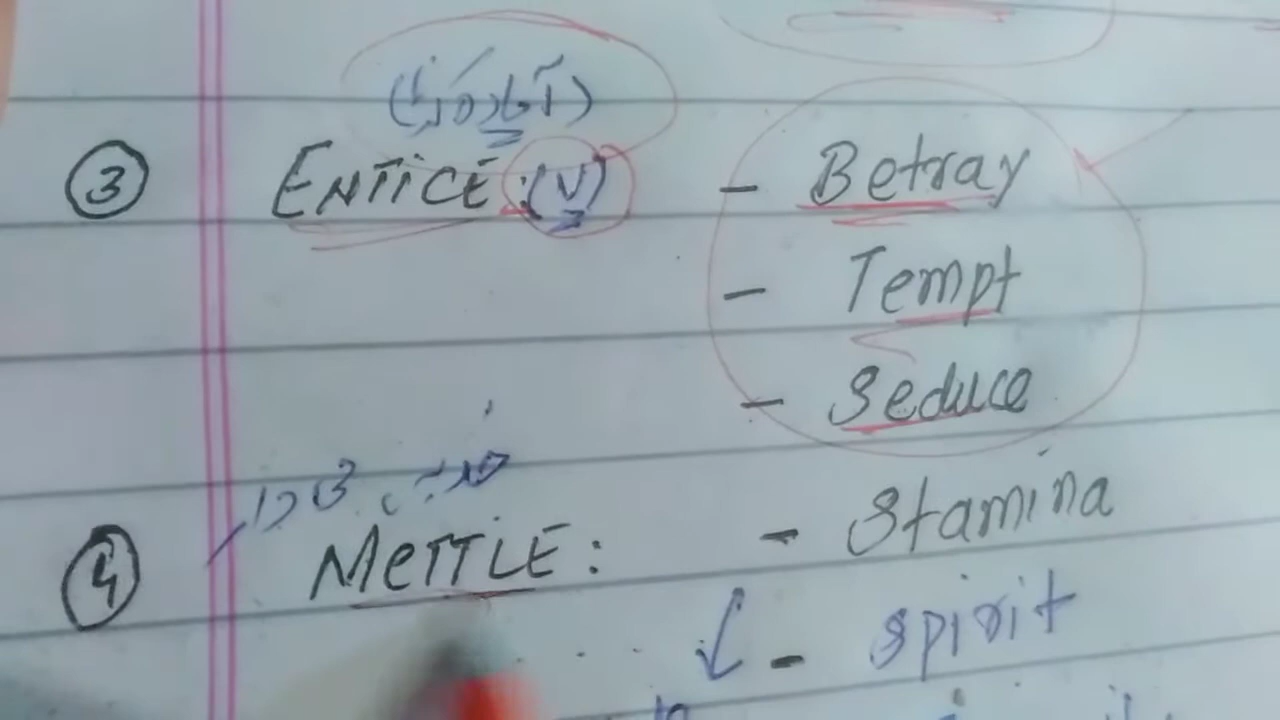 3 ENTICE :(V) - Betray
- Tempt
- Seduce
4 METTLE : - Stamina
- spirit